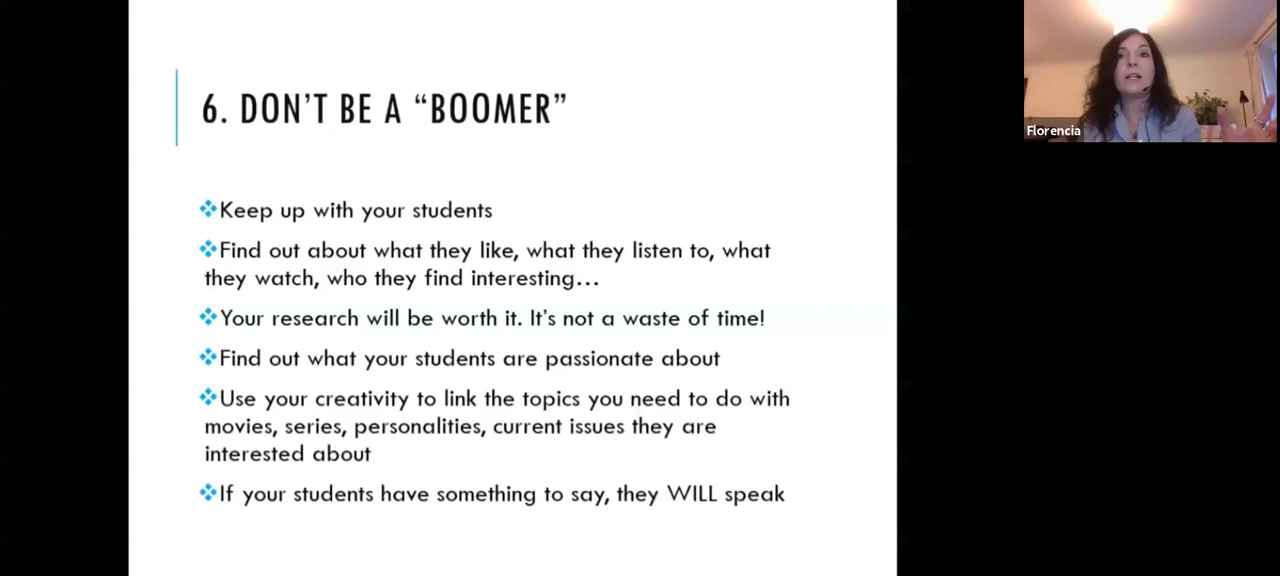 6. DON'T BE A “BOOMER”
❖Keep up with your students
❖Find out about what they like, what they listen to, what
they watch, who they find interesting…
❖Your research will be worth it. It's not a waste of time!
❖Find out what your students are passionate about
❖Use your creativity to link the topics you need to do with
movies, series, personalities, current issues they are
interested about
❖If your students have something to say, they WILL speak
Florencia